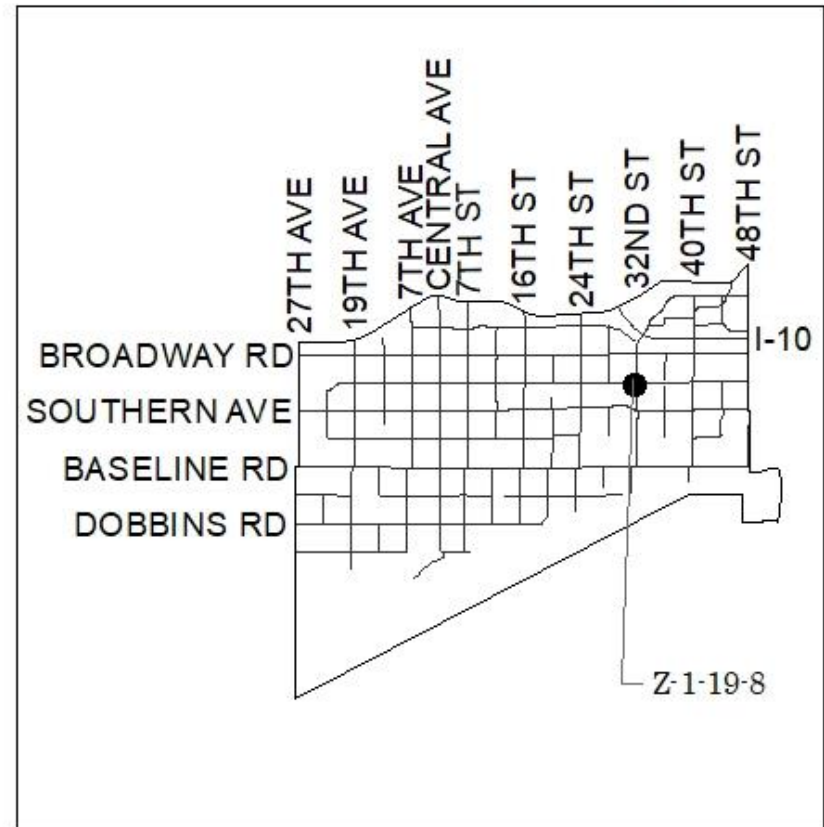 27TH AVE
19TH AVE
7TH AVE
CENTRAL AVE
7TH ST
16TH ST
24TH ST
32ND ST
40TH ST
48TH ST
BROADWAY RD
I-10
SOUTHERN AVE
BASELINE RD
DOBBINS RD
Z-1-19-8